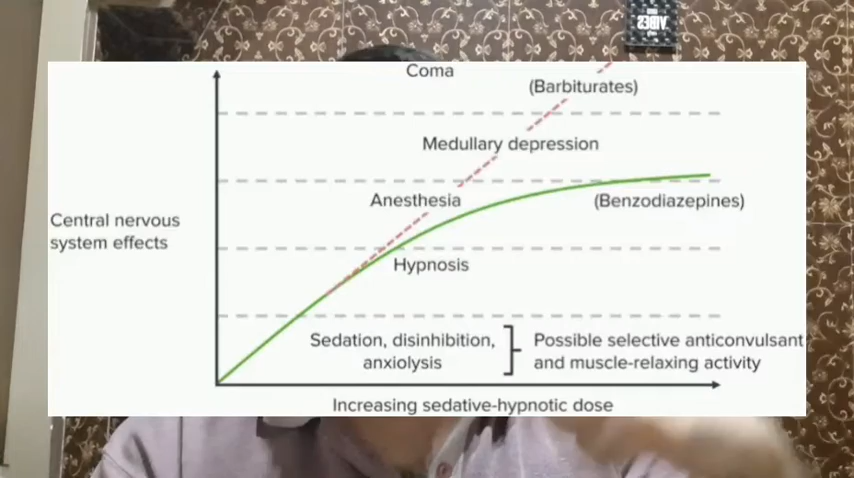 Coma
(Barbiturates)
Medullary depression
Anesthesia
(Benzodiazepines)
Central nervous
system effects
Hypnosis
Sedation, disinhibition,
anxiolysis
Possible selective anticonvulsant
and muscle-relaxing activity
Increasing sedative-hypnotic dose
VIBES